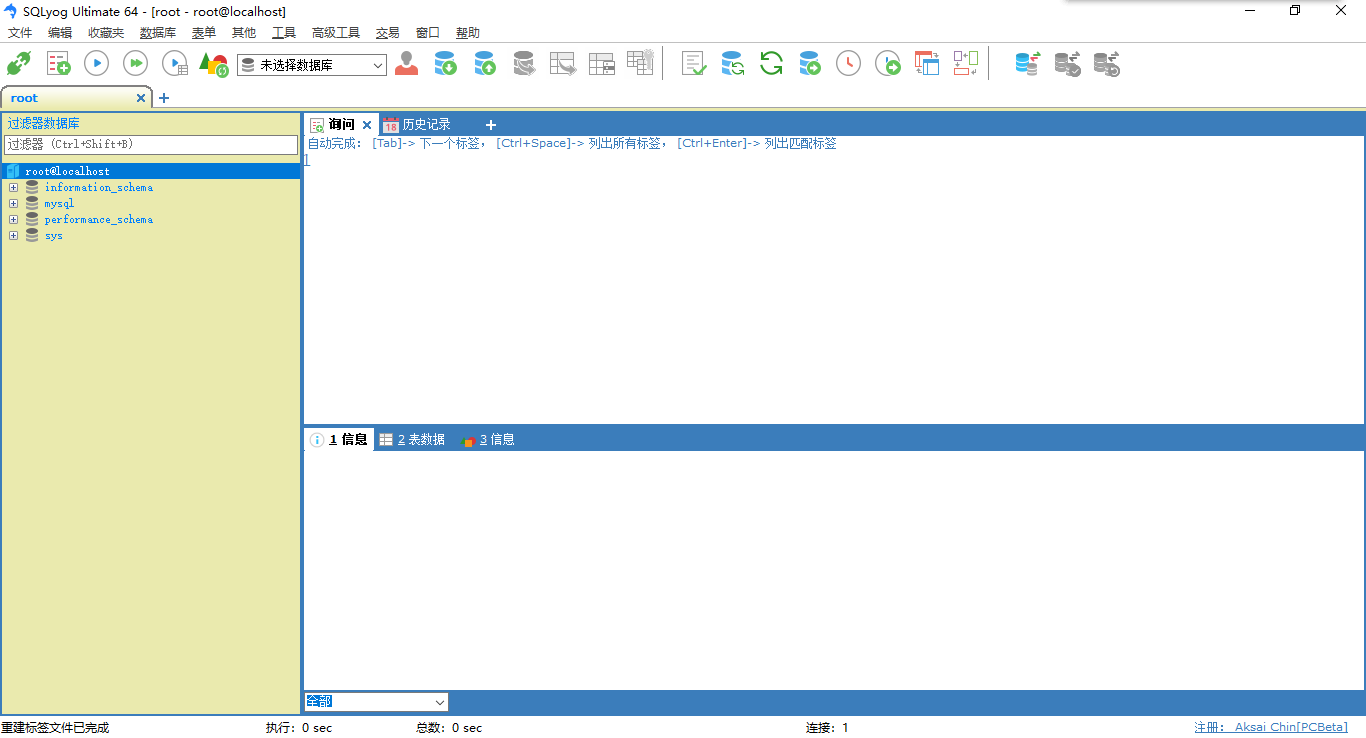 SQLyog Ultimate 64 - [root - root@localhost]
文件 编辑 收藏夹 数据库 表单 其他 工具 高级工具 交易 窗口 帮助
未选择数据库
root
过滤器数据库
过滤器 (Ctrl+Shift+B)
root@localhost
information_schema
mysql
performance_schema
sys
询问 18 历史记录
自动完成: [Tab]-> 下一个标签, [Ctrl+Space]-> 列出所有标签, [Ctrl+Enter]-> 列出匹配标签
1
1 信息 2 表数据 3 信息
全部
重建标签文件已完成 执行: 0 sec 总数: 0 sec 连接: 1 注册: Aksai Chin[PCBeta]